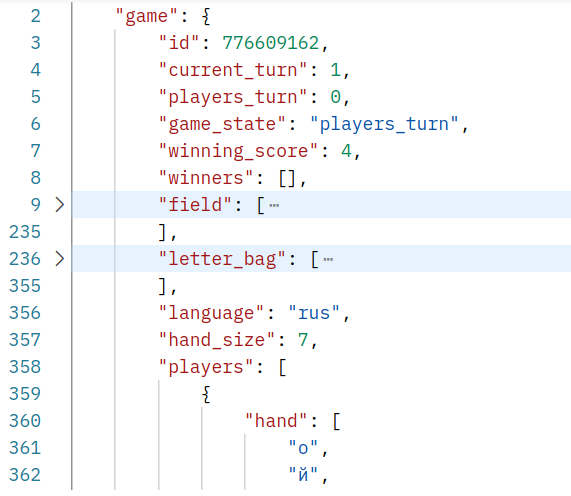 2 "game": {
3 "id": 776609162,
4 "current_turn": 1,
5 "players_turn": 0,
6 "game_state": "players_turn",
7 "winning_score": 4,
8 "winners": [],
9 "field": [ ⋯
235 ],
236 "letter_bag": [ ⋯
355 ],
356 "language": "rus",
357 "hand_size": 7,
358 "players": [
359 {
360 "hand": [
361 "о",
362 "й",